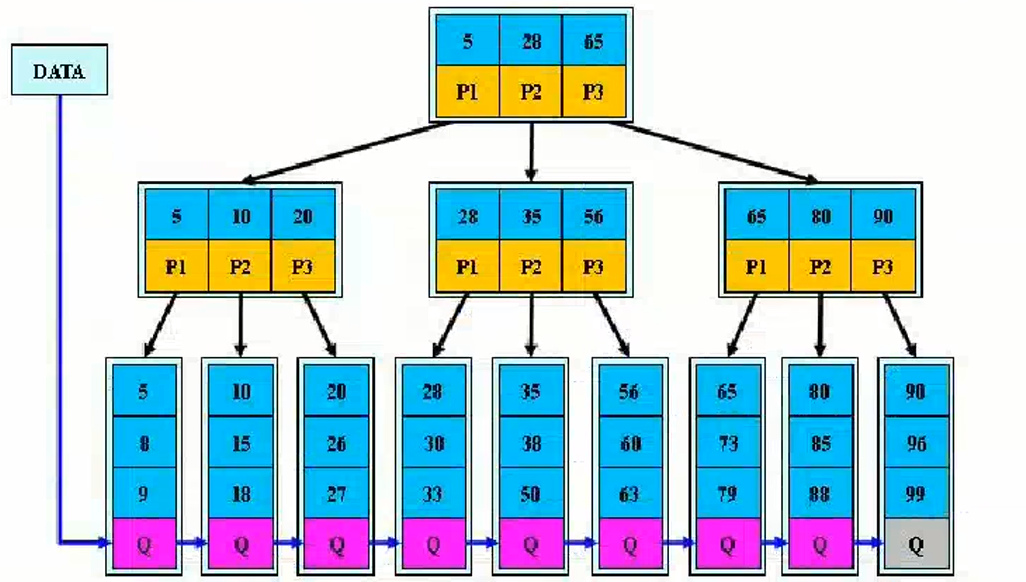 5 28 65
DATA
P1 P2 P3
5 10 20 28 35 56 65 80 90
P1 P2 P3 P1 P2 P3 P1 P2 P3
5 10 20 28 35 56 65 80 90
8 15 26 30 38 60 73 85 96
9 18 27 33 50 63 79 88 99
Q Q Q Q Q Q Q Q Q